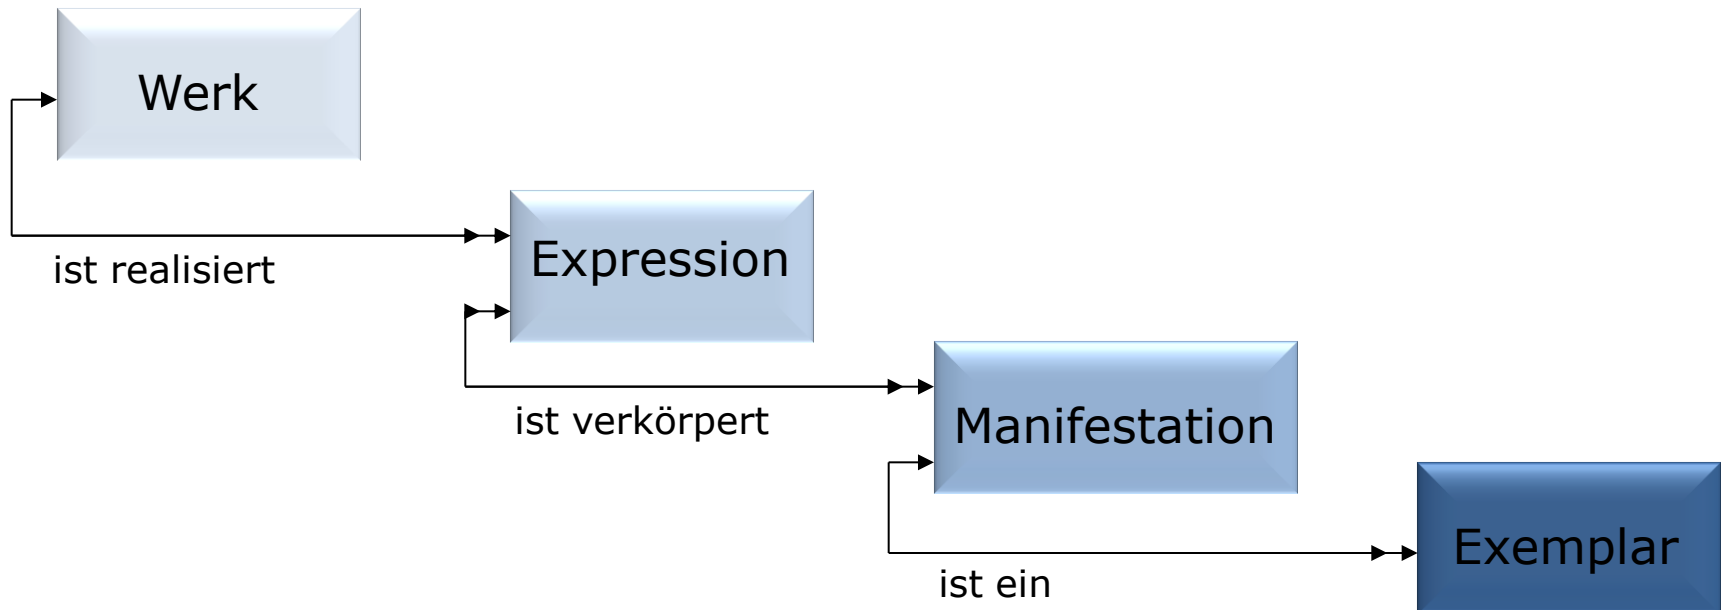 Werk
ist realisiert
Expression
ist verkörpert
Manifestation
ist ein
Exemplar